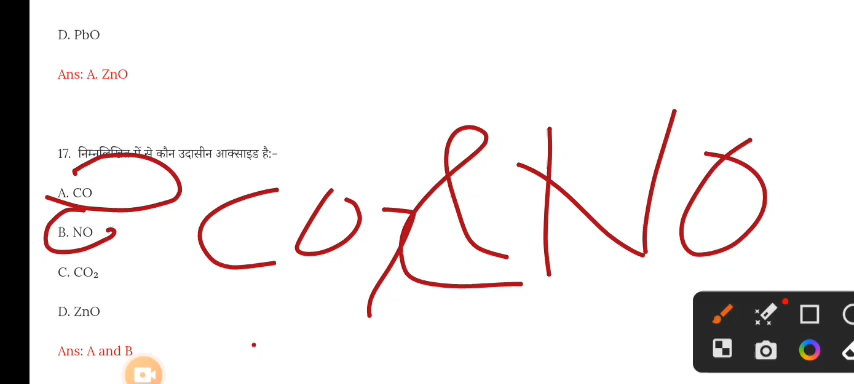 D. PbO
Ans: A. ZnO
17. निम्नलिखित में से कौन उदासीन आक्साइड है:-
A. CO
B. NO
CO, & NO
C. CO₂
D. ZnO
Ans: A and B